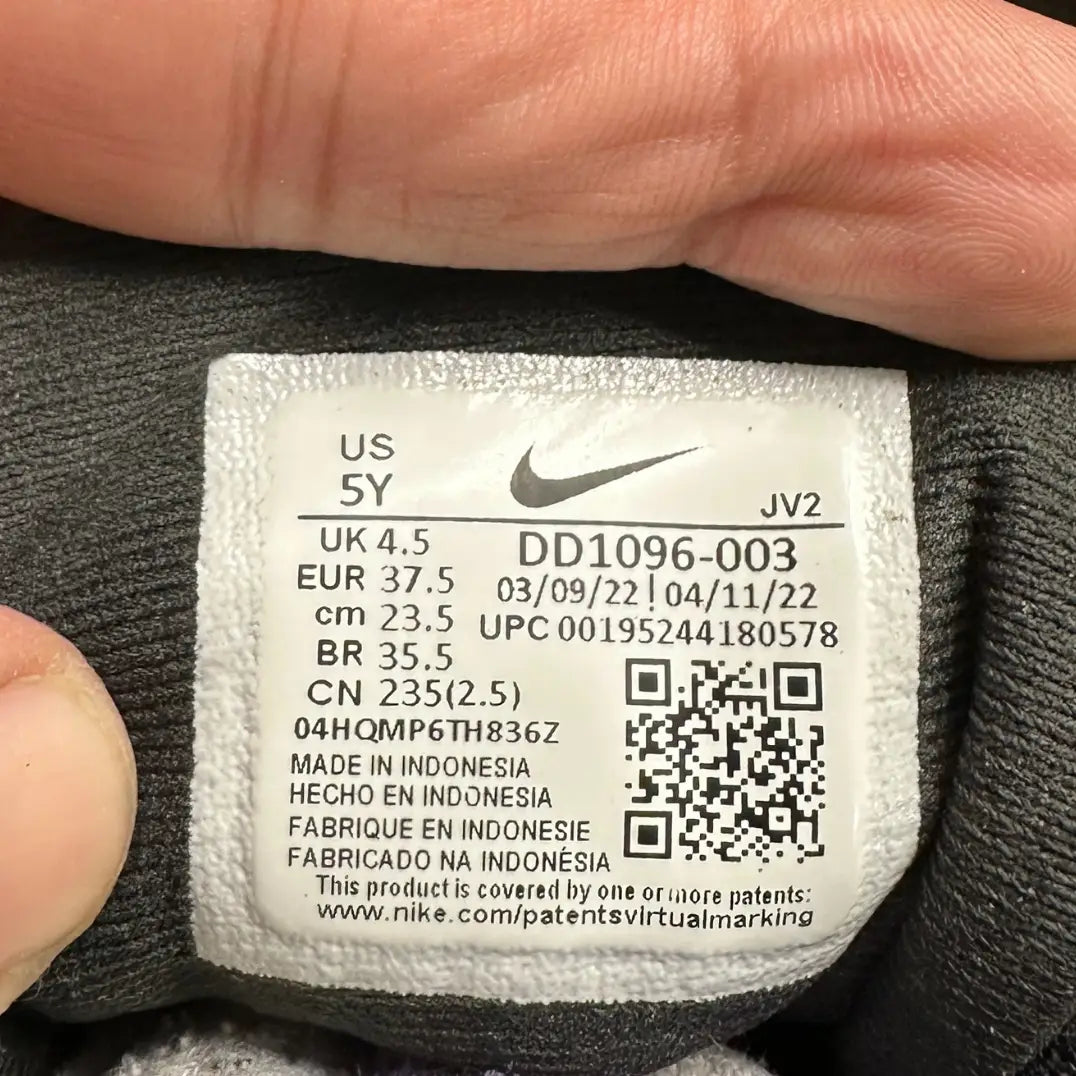 US
5Y
JV2
UK 4.5
EUR 37.5
cm 23.5
BR 35.5
CN 235(2.5)
DD1096-003
03/09/22 | 04/11/22
UPC 00195244180578
04HQMP6TH836Z
MADE IN INDONESIA
HECHO EN INDONESIA
FABRIQUE EN INDONESIE
FABRICADO NA INDONÉSIA
This product is covered by one or more patents:
www.nike.com/patentsvirtualmarking